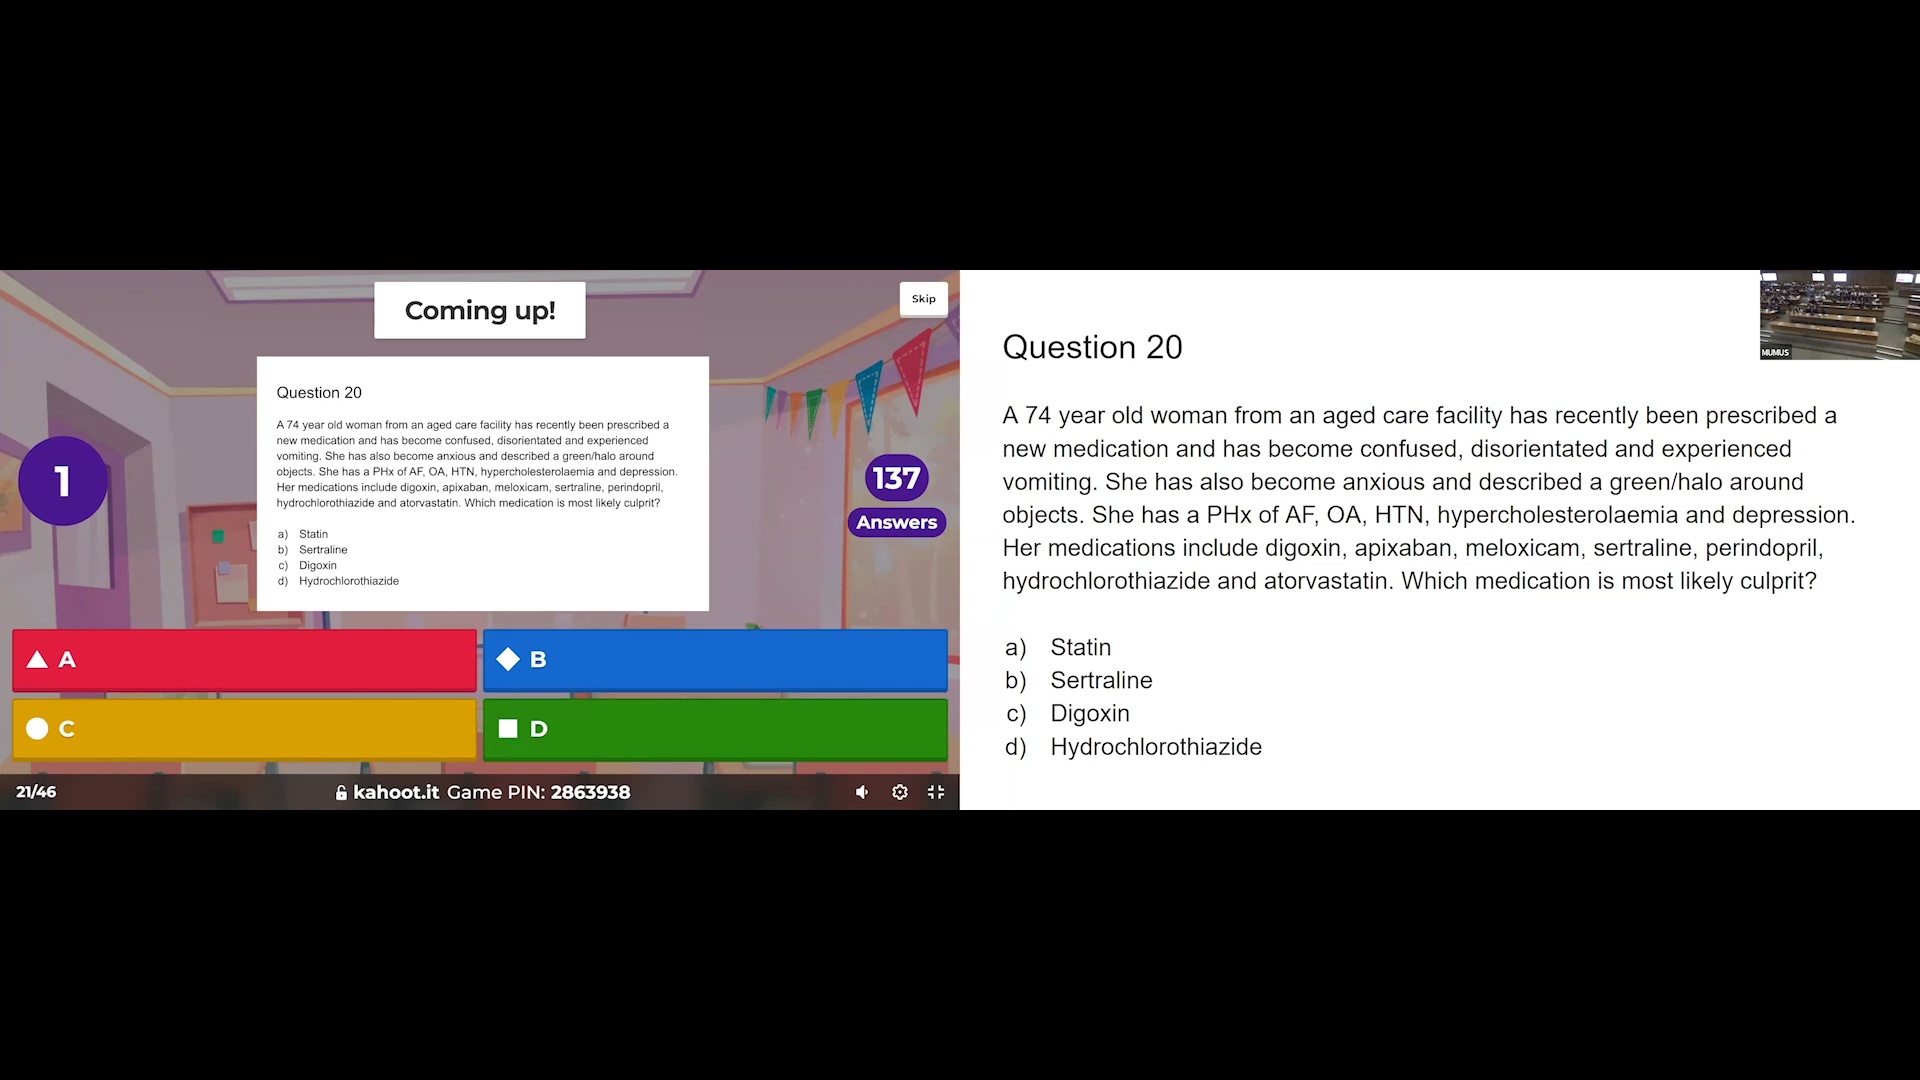 Coming up!
Skip
Question 20
A 74 year old woman from an aged care facility has recently been prescribed a
new medication and has become confused, disorientated and experienced
vomiting. She has also become anxious and described a green/halo around
objects. She has a PHx of AF, OA, HTN, hypercholesterolaemia and depression.
Her medications include digoxin, apixaban, meloxicam, sertraline, perindopril,
hydrochlorothiazide and atorvastatin. Which medication is most likely culprit?
a) Statin
b) Sertraline
c) Digoxin
d) Hydrochlorothiazide
1
137
Answers
A
B
C
D
21/46
kahoot.it Game PIN: 2863938
MUMUS
Question 20
A 74 year old woman from an aged care facility has recently been prescribed a
new medication and has become confused, disorientated and experienced
vomiting. She has also become anxious and described a green/halo around
objects. She has a PHx of AF, OA, HTN, hypercholesterolaemia and depression.
Her medications include digoxin, apixaban, meloxicam, sertraline, perindopril,
hydrochlorothiazide and atorvastatin. Which medication is most likely culprit?
a) Statin
b) Sertraline
c) Digoxin
d) Hydrochlorothiazide